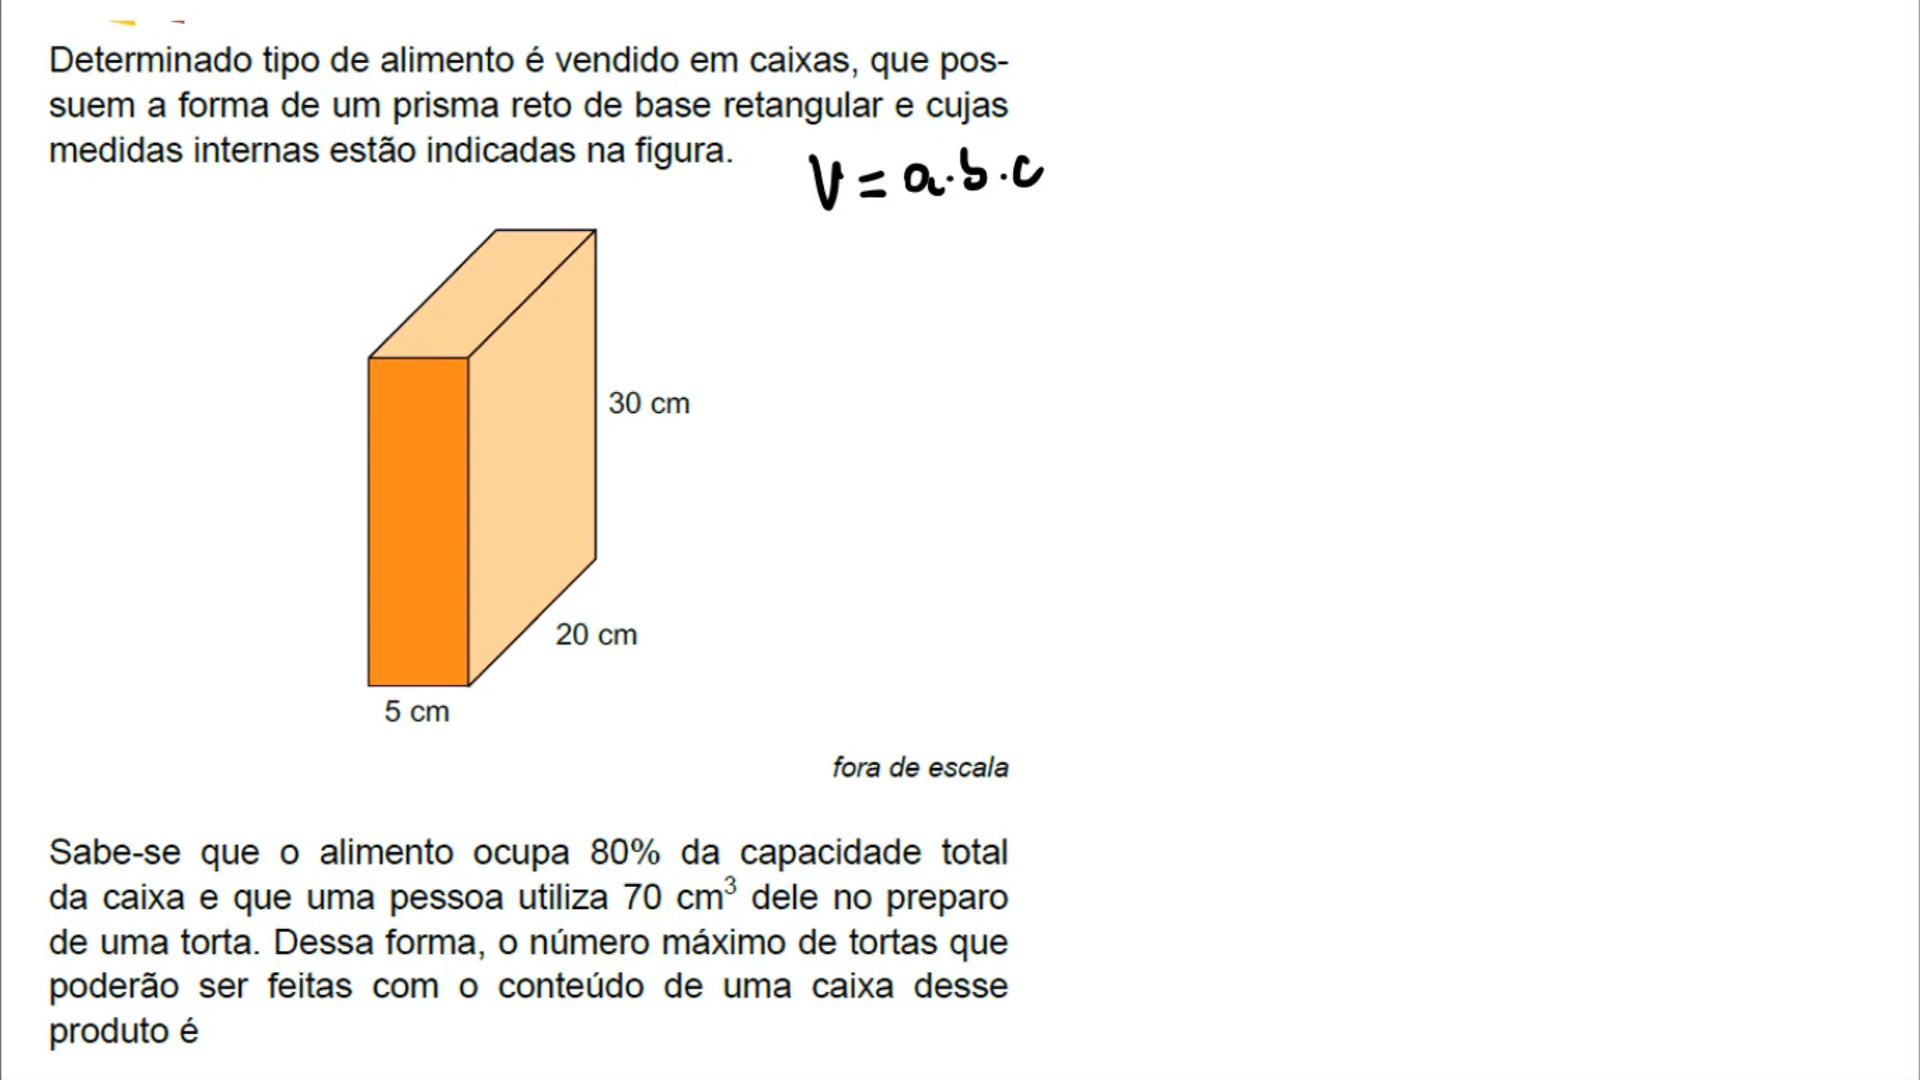 Determinado tipo de alimento é vendido em caixas, que pos-
suem a forma de um prisma reto de base retangular e cujas
medidas internas estão indicadas na figura.
V = a.b.c
30 cm
20 cm
5 cm
fora de escala
Sabe-se que o alimento ocupa 80% da capacidade total
da caixa e que uma pessoa utiliza 70 cm³ dele no preparo
de uma torta. Dessa forma, o número máximo de tortas que
poderão ser feitas com o conteúdo de uma caixa desse
produto é